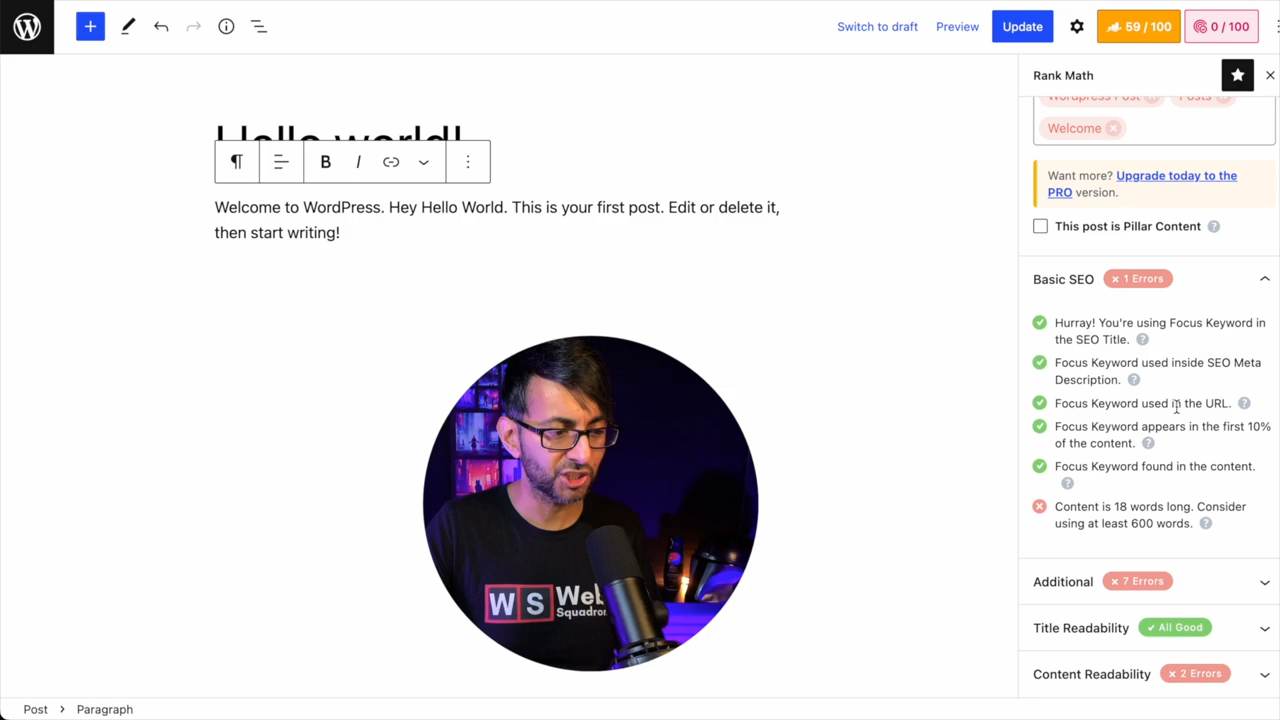 Switch to draft
Preview
Update
59 / 100
0 / 100
Rank Math
Hello world!
Wordpress Post
Posts
Welcome
B I
Want more? Upgrade today to the
PRO version.
Welcome to WordPress. Hey Hello World. This is your first post. Edit or delete it,
then start writing!
This post is Pillar Content
Basic SEO
1 Errors
Hurray! You're using Focus Keyword in
the SEO Title.
Focus Keyword used inside SEO Meta
Description.
Focus Keyword used in the URL.
Focus Keyword appears in the first 10%
of the content.
Focus Keyword found in the content.
Content is 18 words long. Consider
using at least 600 words.
WS Web
Squadron
Additional
7 Errors
Title Readability
All Good
Content Readability
2 Errors
Post > Paragraph